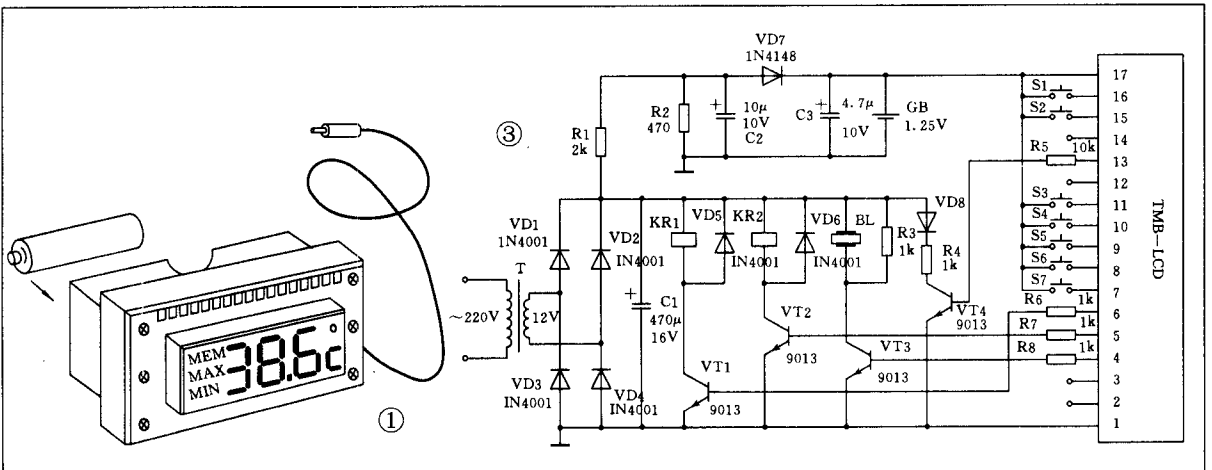 MEM
MAX
MIN
38.6°c
①
③
~220V
T
12V
VD1
1N4001
VD2
IN4001
VD3
IN4001
VD4
IN4001
R1
2k
R2
470
10μ
10V
C2
VD7
1N4148
C3
4.7μ
10V
GB
1.25V
C1
470μ
16V
KR1
VD5
IN4001
KR2
VD6
IN4001
BL
R3
1k
VD8
R4
1k
VT1
9013
VT2
9013
VT3
9013
VT4
9013
S1
S2
R5
10k
S3
S4
S5
S6
S7
R6
1k
R7
1k
R8
1k
17
16
15
14
13
12
11
10
9
8
7
6
5
4
3
2
1
TMB-LCD